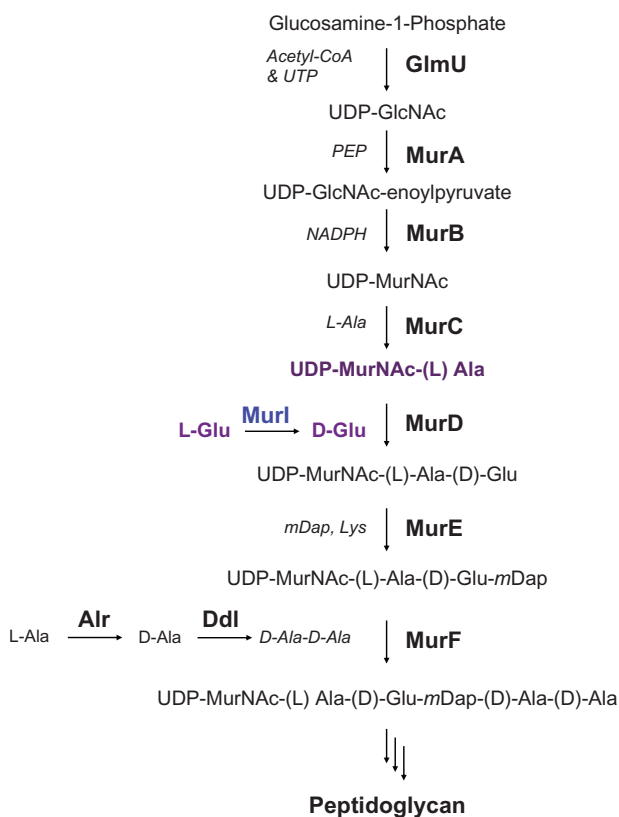 Glucosamine-1-Phosphate
Acetyl-CoA
& UTP
GlmU
UDP-GlcNAc
PEP
MurA
UDP-GlcNAc-enoylpyruvate
NADPH
MurB
UDP-MurNAc
L-Ala
MurC
UDP-MurNAc-(L) Ala
L-Glu
MurI
D-Glu
MurD
UDP-MurNAc-(L)-Ala-(D)-Glu
mDap, Lys
MurE
UDP-MurNAc-(L)-Ala-(D)-Glu-mDap
L-Ala
Alr
D-Ala
Ddl
D-Ala-D-Ala
MurF
UDP-MurNAc-(L) Ala-(D)-Glu-mDap-(D)-Ala-(D)-Ala
Peptidoglycan